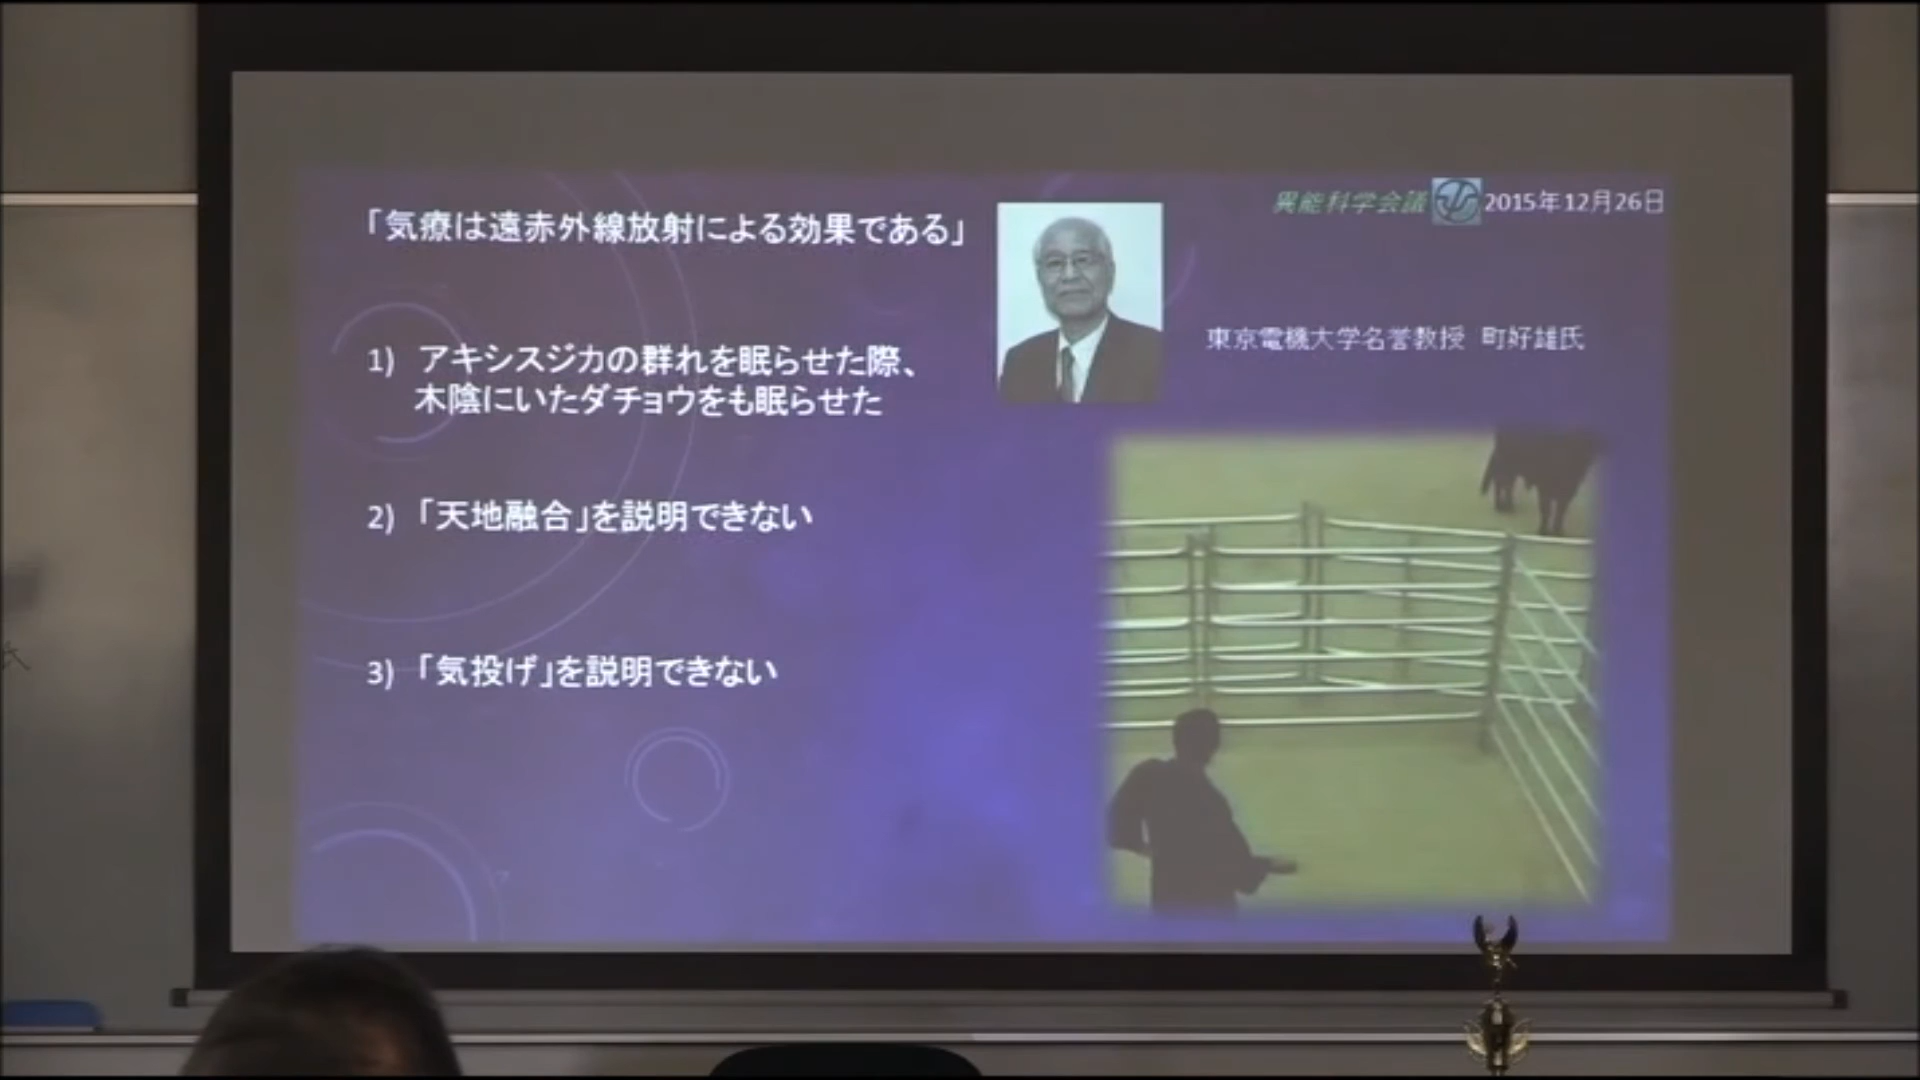 「気療は遠赤外線放射による効果である」
異能科学会議 2015年12月26日
東京電機大学名誉教授 町好雄氏
1) アキシスジカの群れを眠らせた際、
木陰にいたダチョウをも眠らせた
2) 「天地融合」を説明できない
3) 「気投げ」を説明できない
氏